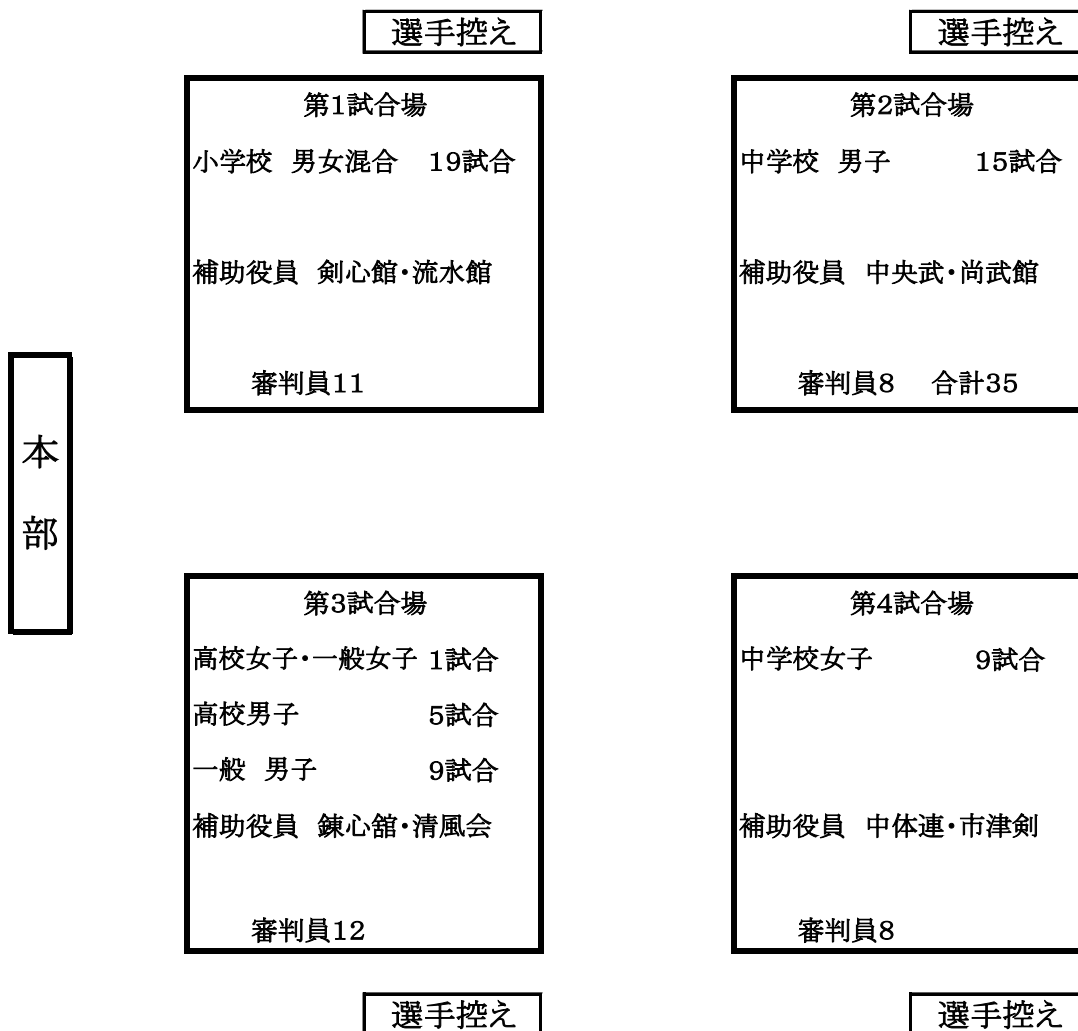 選手控え
選手控え
第1試合場
小学校 男女混合 19試合
補助役員 剣心館・流水館
審判員11
第2試合場
中学校 男子 15試合
補助役員 中央武・尚武館
審判員8 合計35
本
部
第3試合場
高校女子・一般女子 1試合
高校男子 5試合
一般 男子 9試合
補助役員 錬心舘・清風会
審判員12
第4試合場
中学校女子 9試合
補助役員 中体連・市津剣
審判員8
選手控え
選手控え